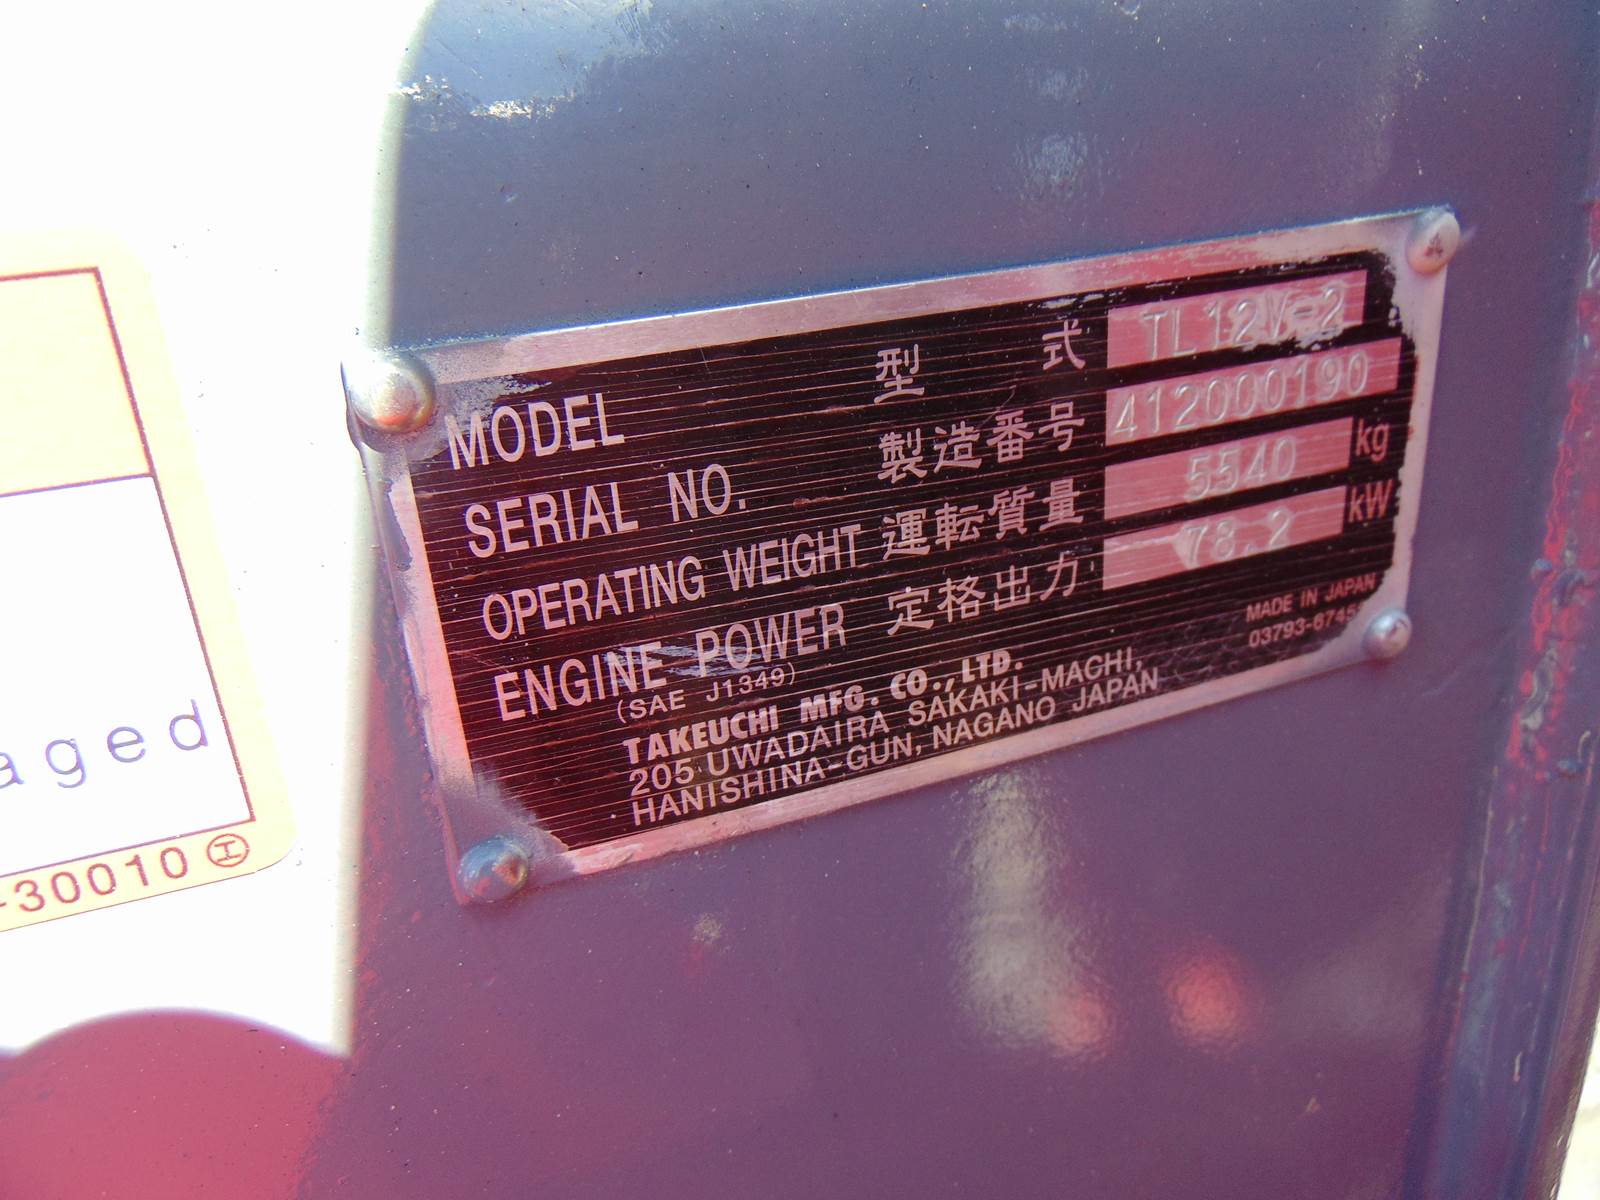 MODEL 型式 TL12V-2
SERIAL NO. 製造番号 412000190
OPERATING WEIGHT 運転質量 5540 kg
ENGINE POWER 定格出力 78.2 kW
(SAE J1349)
TAKEUCHI MFG. CO., LTD.
205 UWADAIRA SAKAKI-MACHI,
HANISHINA-GUN, NAGANO JAPAN
MADE IN JAPAN
aged
-30010